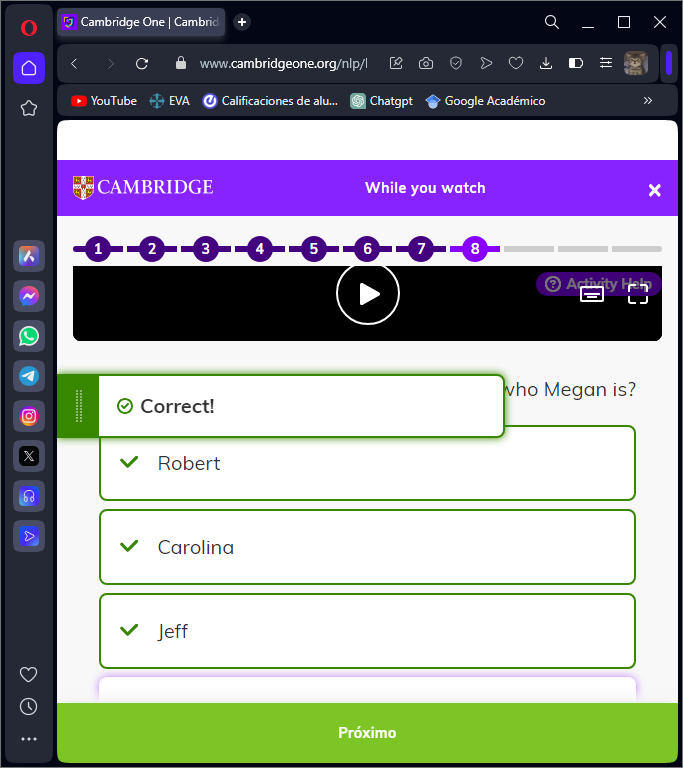 Cambridge One | Cambrid
www.cambridgeone.org/nlp/l
YouTube
EVA
Calificaciones de alu...
Chatgpt
Google Académico
CAMBRIDGE
While you watch
1 2 3 4 5 6 7 8
Activity Help
who Megan is?
Correct!
Robert
Carolina
Jeff
Próximo